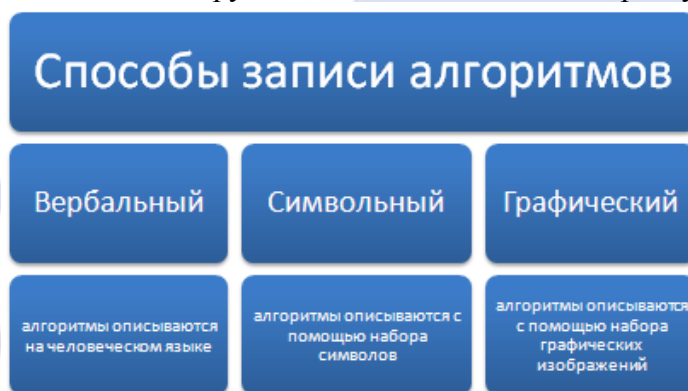 Способы записи алгоритмов
Вербальный
Символьный
Графический
алгоритмы описываются
на человеческом языке
алгоритмы описываются с
помощью набора
символов
алгоритмы описываются
с помощью набора
графических
изображений